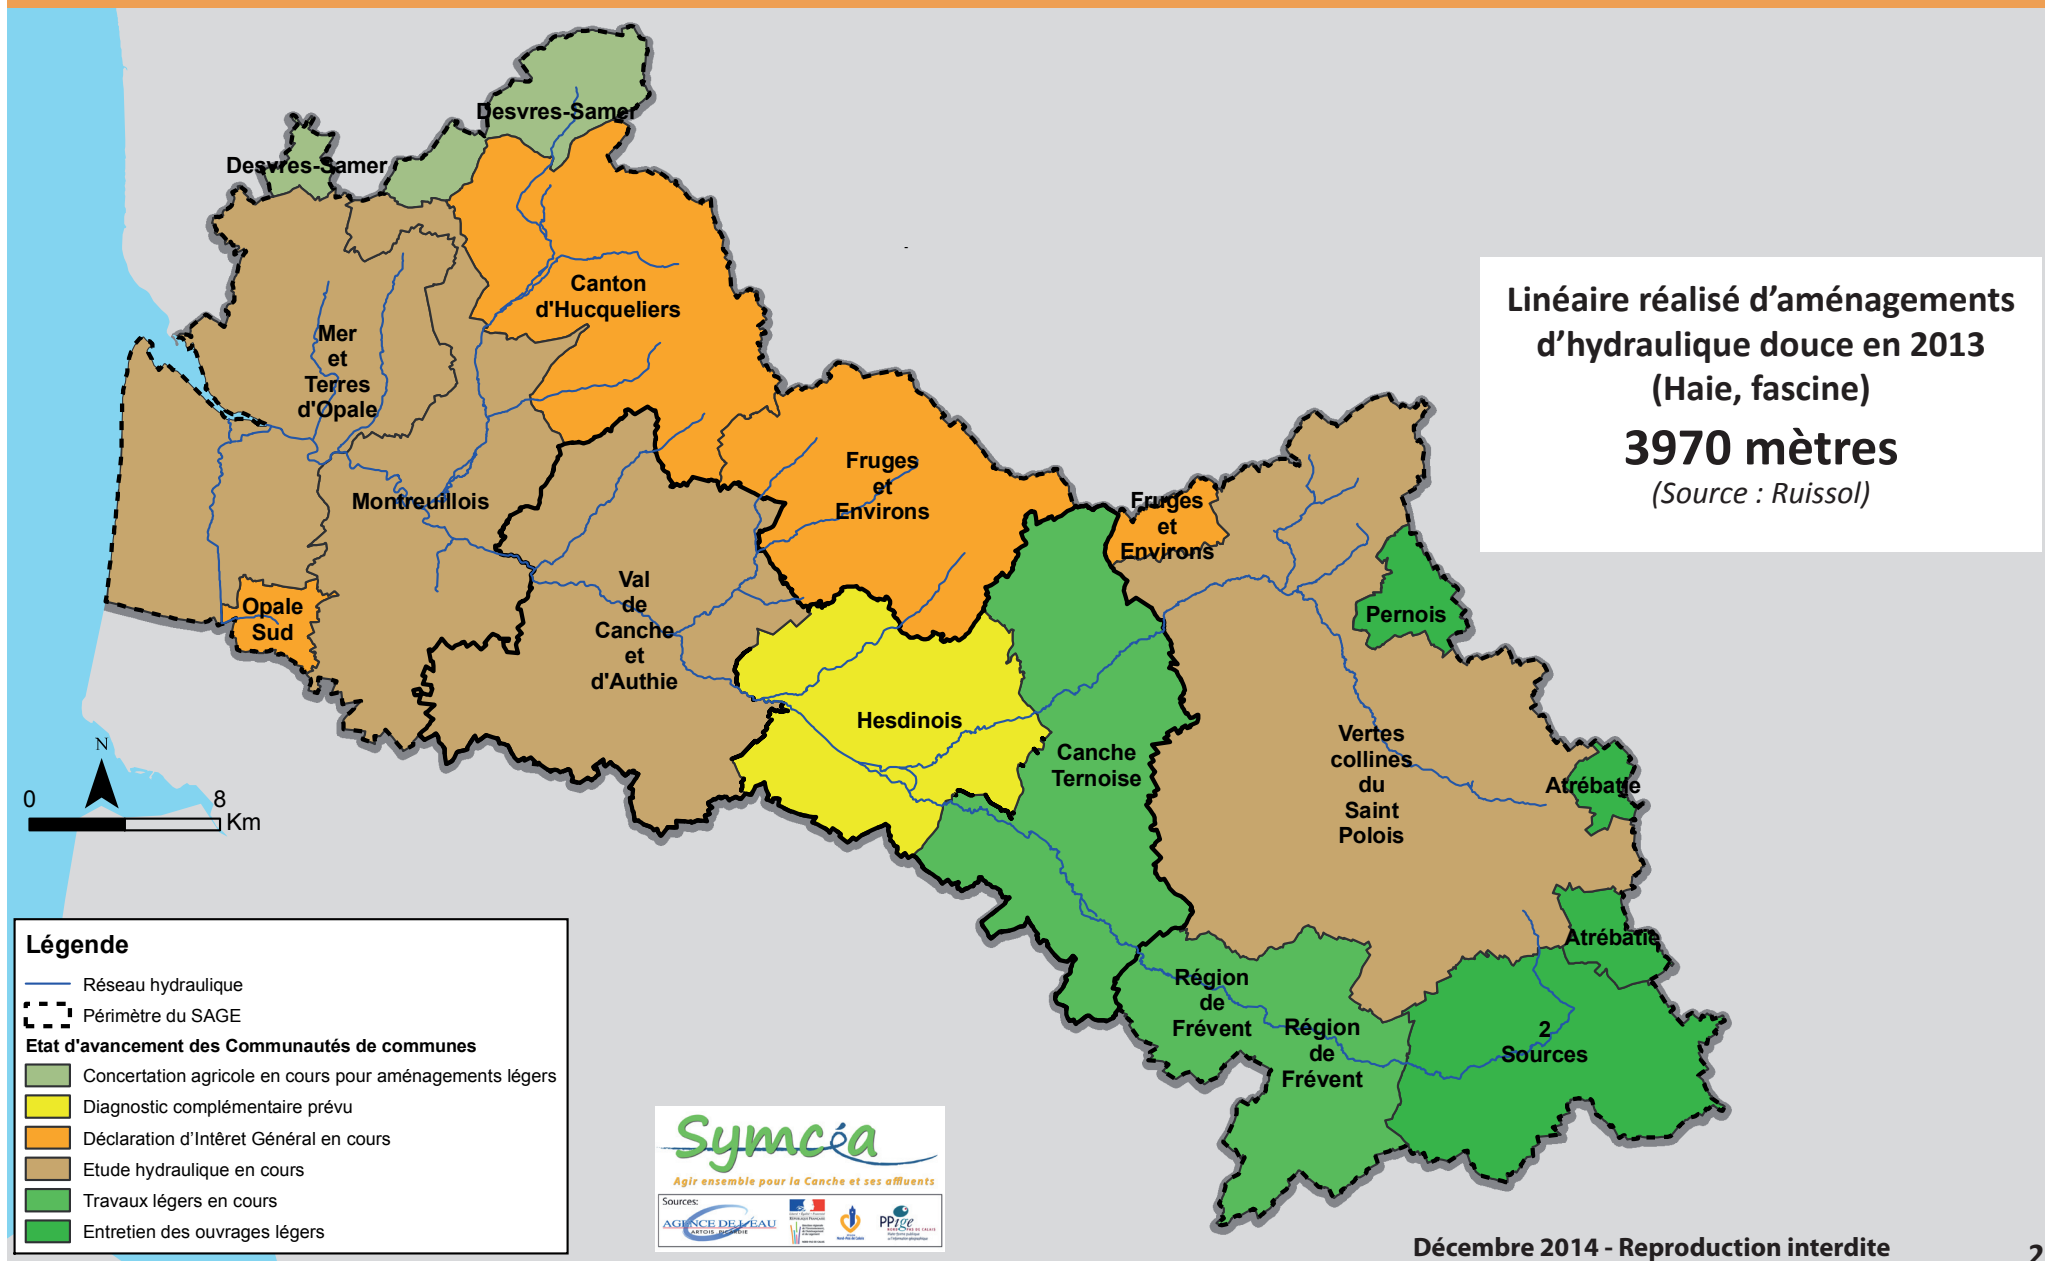 Desvres-Samer
Desvres-Samer
Canton
d'Hucqueliers
Mer
et
Terres
d'Opale
Montreuillois
Fruges
et
Environs
Fruges
et
Environs
Opale
Sud
Val
de
Canche
et
d'Authie
Pernois
Hesdinois
Canche
Ternoise
Vertes
collines
du
Saint
Polois
Atrébatie
Atrébatie
Région
de
Frévent
Région
de
Frévent
2
Sources
Linéaire réalisé d’aménagements
d’hydraulique douce en 2013
(Haie, fascine)
3970 mètres
(Source : Ruissol)
N
0 8
Km
Légende
Réseau hydraulique
Périmètre du SAGE
Etat d'avancement des Communautés de communes
Concertation agricole en cours pour aménagements légers
Diagnostic complémentaire prévu
Déclaration d’Intêret Général en cours
Etude hydraulique en cours
Travaux légers en cours
Entretien des ouvrages légers
Symcéa
Agir ensemble pour la Canche et ses affluents
Sources:
AGENCE DE L'EAU
ARTOIS PICARDIE
PPige
Décembre 2014 - Reproduction interdite
2